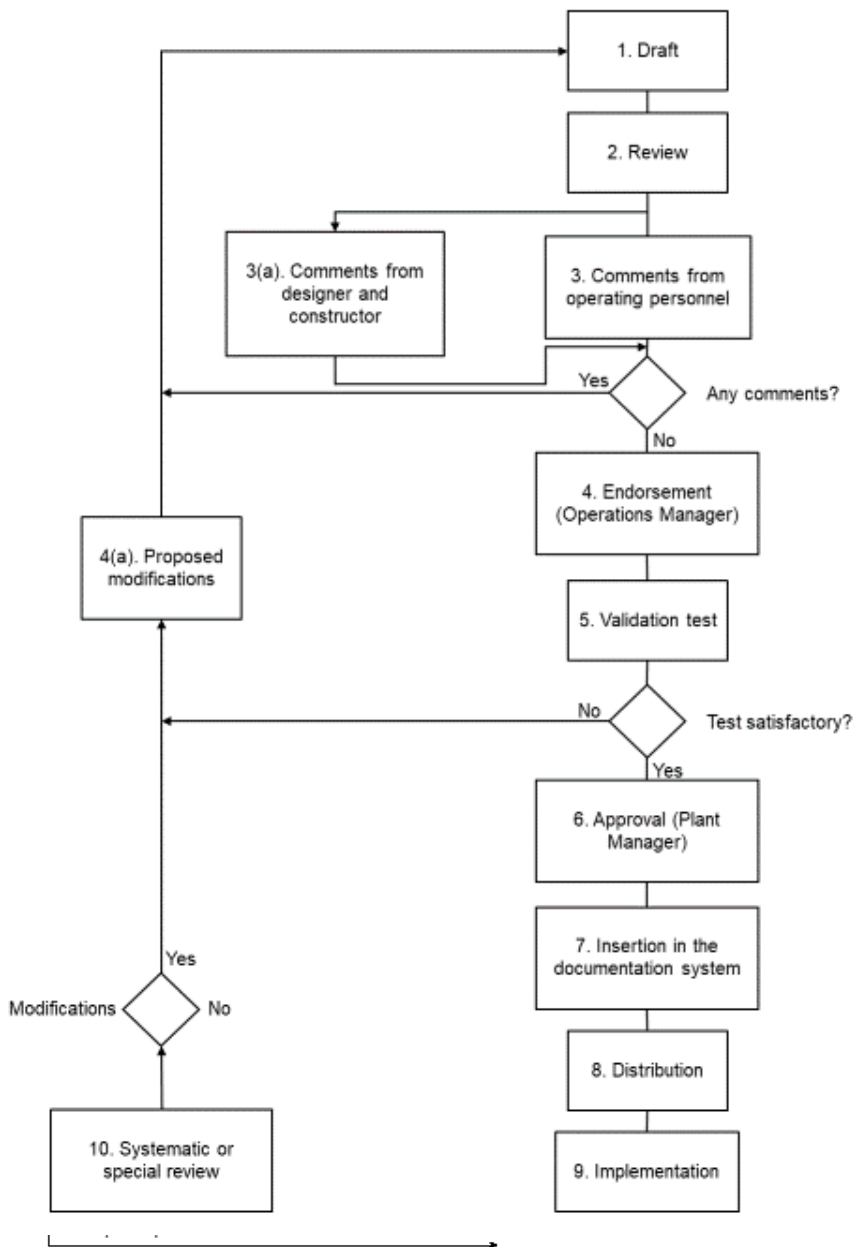 1. Draft
2. Review
3(a). Comments from
designer and
constructor
3. Comments from
operating personnel
Yes
Any comments?
No
4. Endorsement
(Operations Manager)
4(a). Proposed
modifications
5. Validation test
No
Test satisfactory?
Yes
6. Approval (Plant
Manager)
7. Insertion in the
documentation system
Yes
Modifications
No
8. Distribution
10. Systematic or
special review
9. Implementation